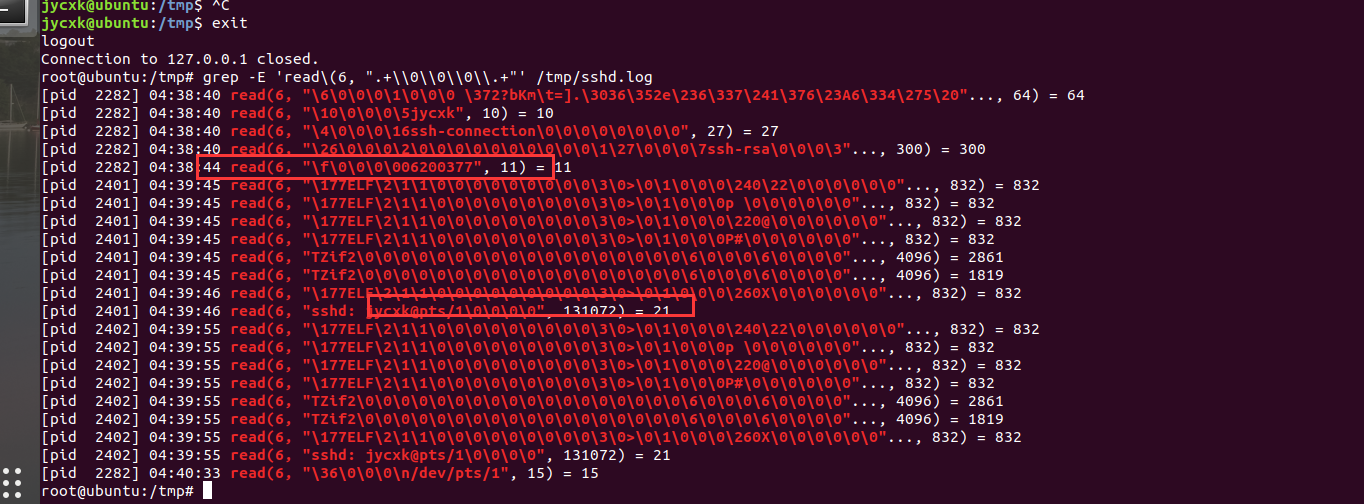 jycxk@ubuntu:/tmp$ ^C
jycxk@ubuntu:/tmp$ exit
logout
Connection to 127.0.0.1 closed.
root@ubuntu:/tmp# grep -E 'read\(6, ".+\\0\\0\\0\\.+"' /tmp/sshd.log
[pid  2282] 04:38:40 read(6, "\6\0\0\0\1\0\0\0 \372?bKm\t=].\3036\352e\236\337\241\376\23A6\334\275\20"..., 64) = 64
[pid  2282] 04:38:40 read(6, "\10\0\0\0\5jycxk", 10) = 10
[pid  2282] 04:38:40 read(6, "\4\0\0\0\16ssh-connection\0\0\0\0\0\0\0\0", 27) = 27
[pid  2282] 04:38:40 read(6, "\26\0\0\0\2\0\0\0\0\0\0\0\0\0\0\1\27\0\0\0\7ssh-rsa\0\0\0\3"..., 300) = 300
[pid  2282] 04:38:44 read(6, "\f\0\0\0\006200377", 11) = 11
[pid  2401] 04:39:45 read(6, "\177ELF\2\1\1\0\0\0\0\0\0\0\0\0\3\0>\0\1\0\0\0\240\22\0\0\0\0\0\0"..., 832) = 832
[pid  2401] 04:39:45 read(6, "\177ELF\2\1\1\0\0\0\0\0\0\0\0\0\3\0>\0\1\0\0\0p \0\0\0\0\0\0"..., 832) = 832
[pid  2401] 04:39:45 read(6, "\177ELF\2\1\1\0\0\0\0\0\0\0\0\0\3\0>\0\1\0\0\0\220@\0\0\0\0\0\0"..., 832) = 832
[pid  2401] 04:39:45 read(6, "\177ELF\2\1\1\0\0\0\0\0\0\0\0\0\3\0>\0\1\0\0\0P#\0\0\0\0\0\0"..., 832) = 832
[pid  2401] 04:39:45 read(6, "TZif2\0\0\0\0\0\0\0\0\0\0\0\0\0\0\0\0\0\0\6\0\0\0\6\0\0\0\0"..., 4096) = 2861
[pid  2401] 04:39:45 read(6, "TZif2\0\0\0\0\0\0\0\0\0\0\0\0\0\0\0\0\0\0\6\0\0\0\6\0\0\0\0"..., 4096) = 1819
[pid  2401] 04:39:46 read(6, "\177ELF\2\1\1\0\0\0\0\0\0\0\0\0\3\0>\0\1\0\0\0\260X\0\0\0\0\0\0"..., 832) = 832
[pid  2401] 04:39:46 read(6, "sshd: jycxk@pts/1\0\0\0\0", 131072) = 21
[pid  2402] 04:39:55 read(6, "\177ELF\2\1\1\0\0\0\0\0\0\0\0\0\3\0>\0\1\0\0\0\240\22\0\0\0\0\0\0"..., 832) = 832
[pid  2402] 04:39:55 read(6, "\177ELF\2\1\1\0\0\0\0\0\0\0\0\0\3\0>\0\1\0\0\0p \0\0\0\0\0\0"..., 832) = 832
[pid  2402] 04:39:55 read(6, "\177ELF\2\1\1\0\0\0\0\0\0\0\0\0\3\0>\0\1\0\0\0\220@\0\0\0\0\0\0"..., 832) = 832
[pid  2402] 04:39:55 read(6, "\177ELF\2\1\1\0\0\0\0\0\0\0\0\0\3\0>\0\1\0\0\0P#\0\0\0\0\0\0"..., 832) = 832
[pid  2402] 04:39:55 read(6, "TZif2\0\0\0\0\0\0\0\0\0\0\0\0\0\0\0\0\0\0\6\0\0\0\6\0\0\0\0"..., 4096) = 2861
[pid  2402] 04:39:55 read(6, "TZif2\0\0\0\0\0\0\0\0\0\0\0\0\0\0\0\0\0\0\6\0\0\0\6\0\0\0\0"..., 4096) = 1819
[pid  2402] 04:39:55 read(6, "\177ELF\2\1\1\0\0\0\0\0\0\0\0\0\3\0>\0\1\0\0\0\260X\0\0\0\0\0\0"..., 832) = 832
[pid  2402] 04:39:55 read(6, "sshd: jycxk@pts/1\0\0\0\0", 131072) = 21
[pid  2282] 04:40:33 read(6, "\36\0\0\0\n/dev/pts/1", 15) = 15
root@ubuntu:/tmp#